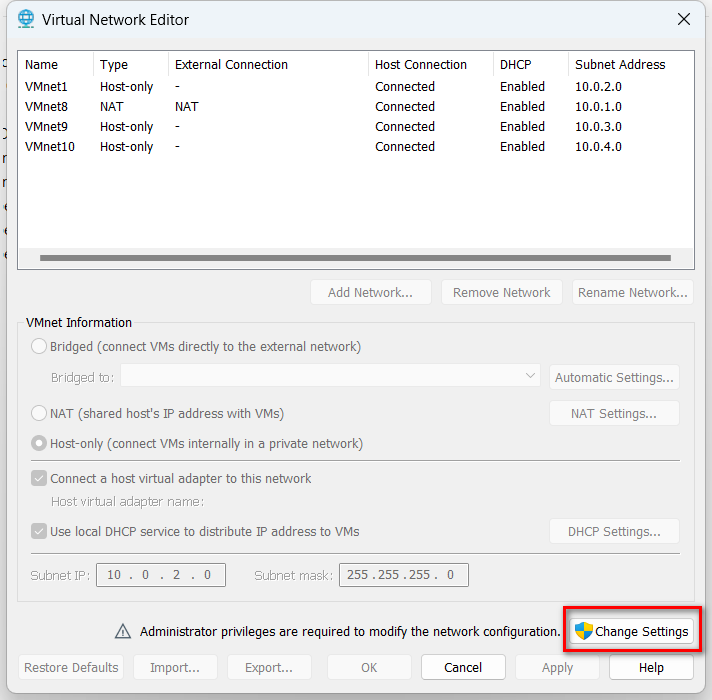 Virtual Network Editor
Name Type External Connection Host Connection DHCP Subnet Address
VMnet1 Host-only - Connected Enabled 10.0.2.0
VMnet8 NAT NAT Connected Enabled 10.0.1.0
VMnet9 Host-only - Connected Enabled 10.0.3.0
VMnet10 Host-only - Connected Enabled 10.0.4.0
Add Network... Remove Network Rename Network...
VMnet Information
Bridged (connect VMs directly to the external network)
Bridged to: Automatic Settings...
NAT (shared host's IP address with VMs) NAT Settings...
Host-only (connect VMs internally in a private network)
Connect a host virtual adapter to this network
Host virtual adapter name:
Use local DHCP service to distribute IP address to VMs DHCP Settings...
Subnet IP: 10 . 0 . 2 . 0 Subnet mask: 255 . 255 . 255 . 0
Administrator privileges are required to modify the network configuration. Change Settings
Restore Defaults Import... Export... OK Cancel Apply Help